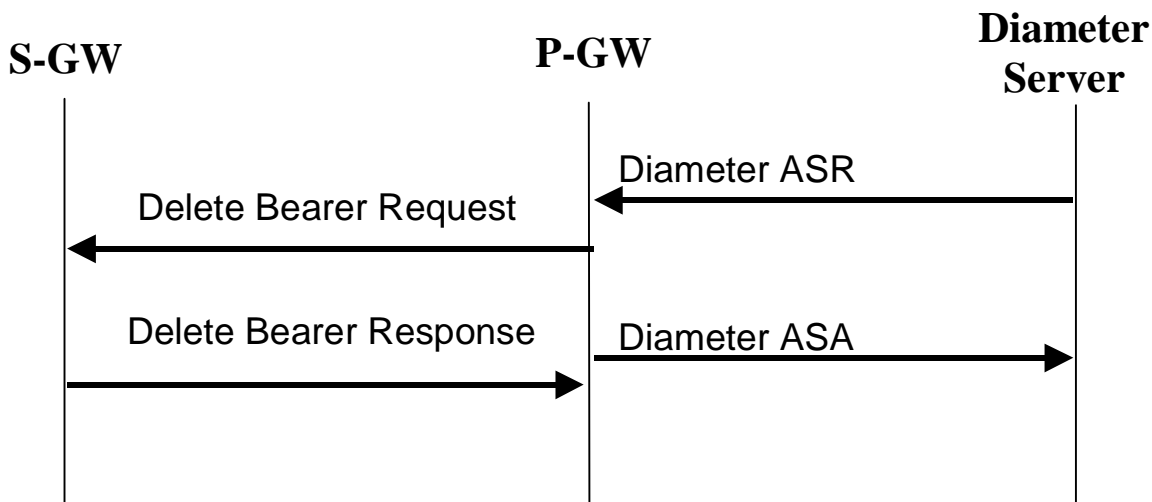 S-GW
P-GW
Diameter
Server
Diameter ASR
Delete Bearer Request
Delete Bearer Response
Diameter ASA